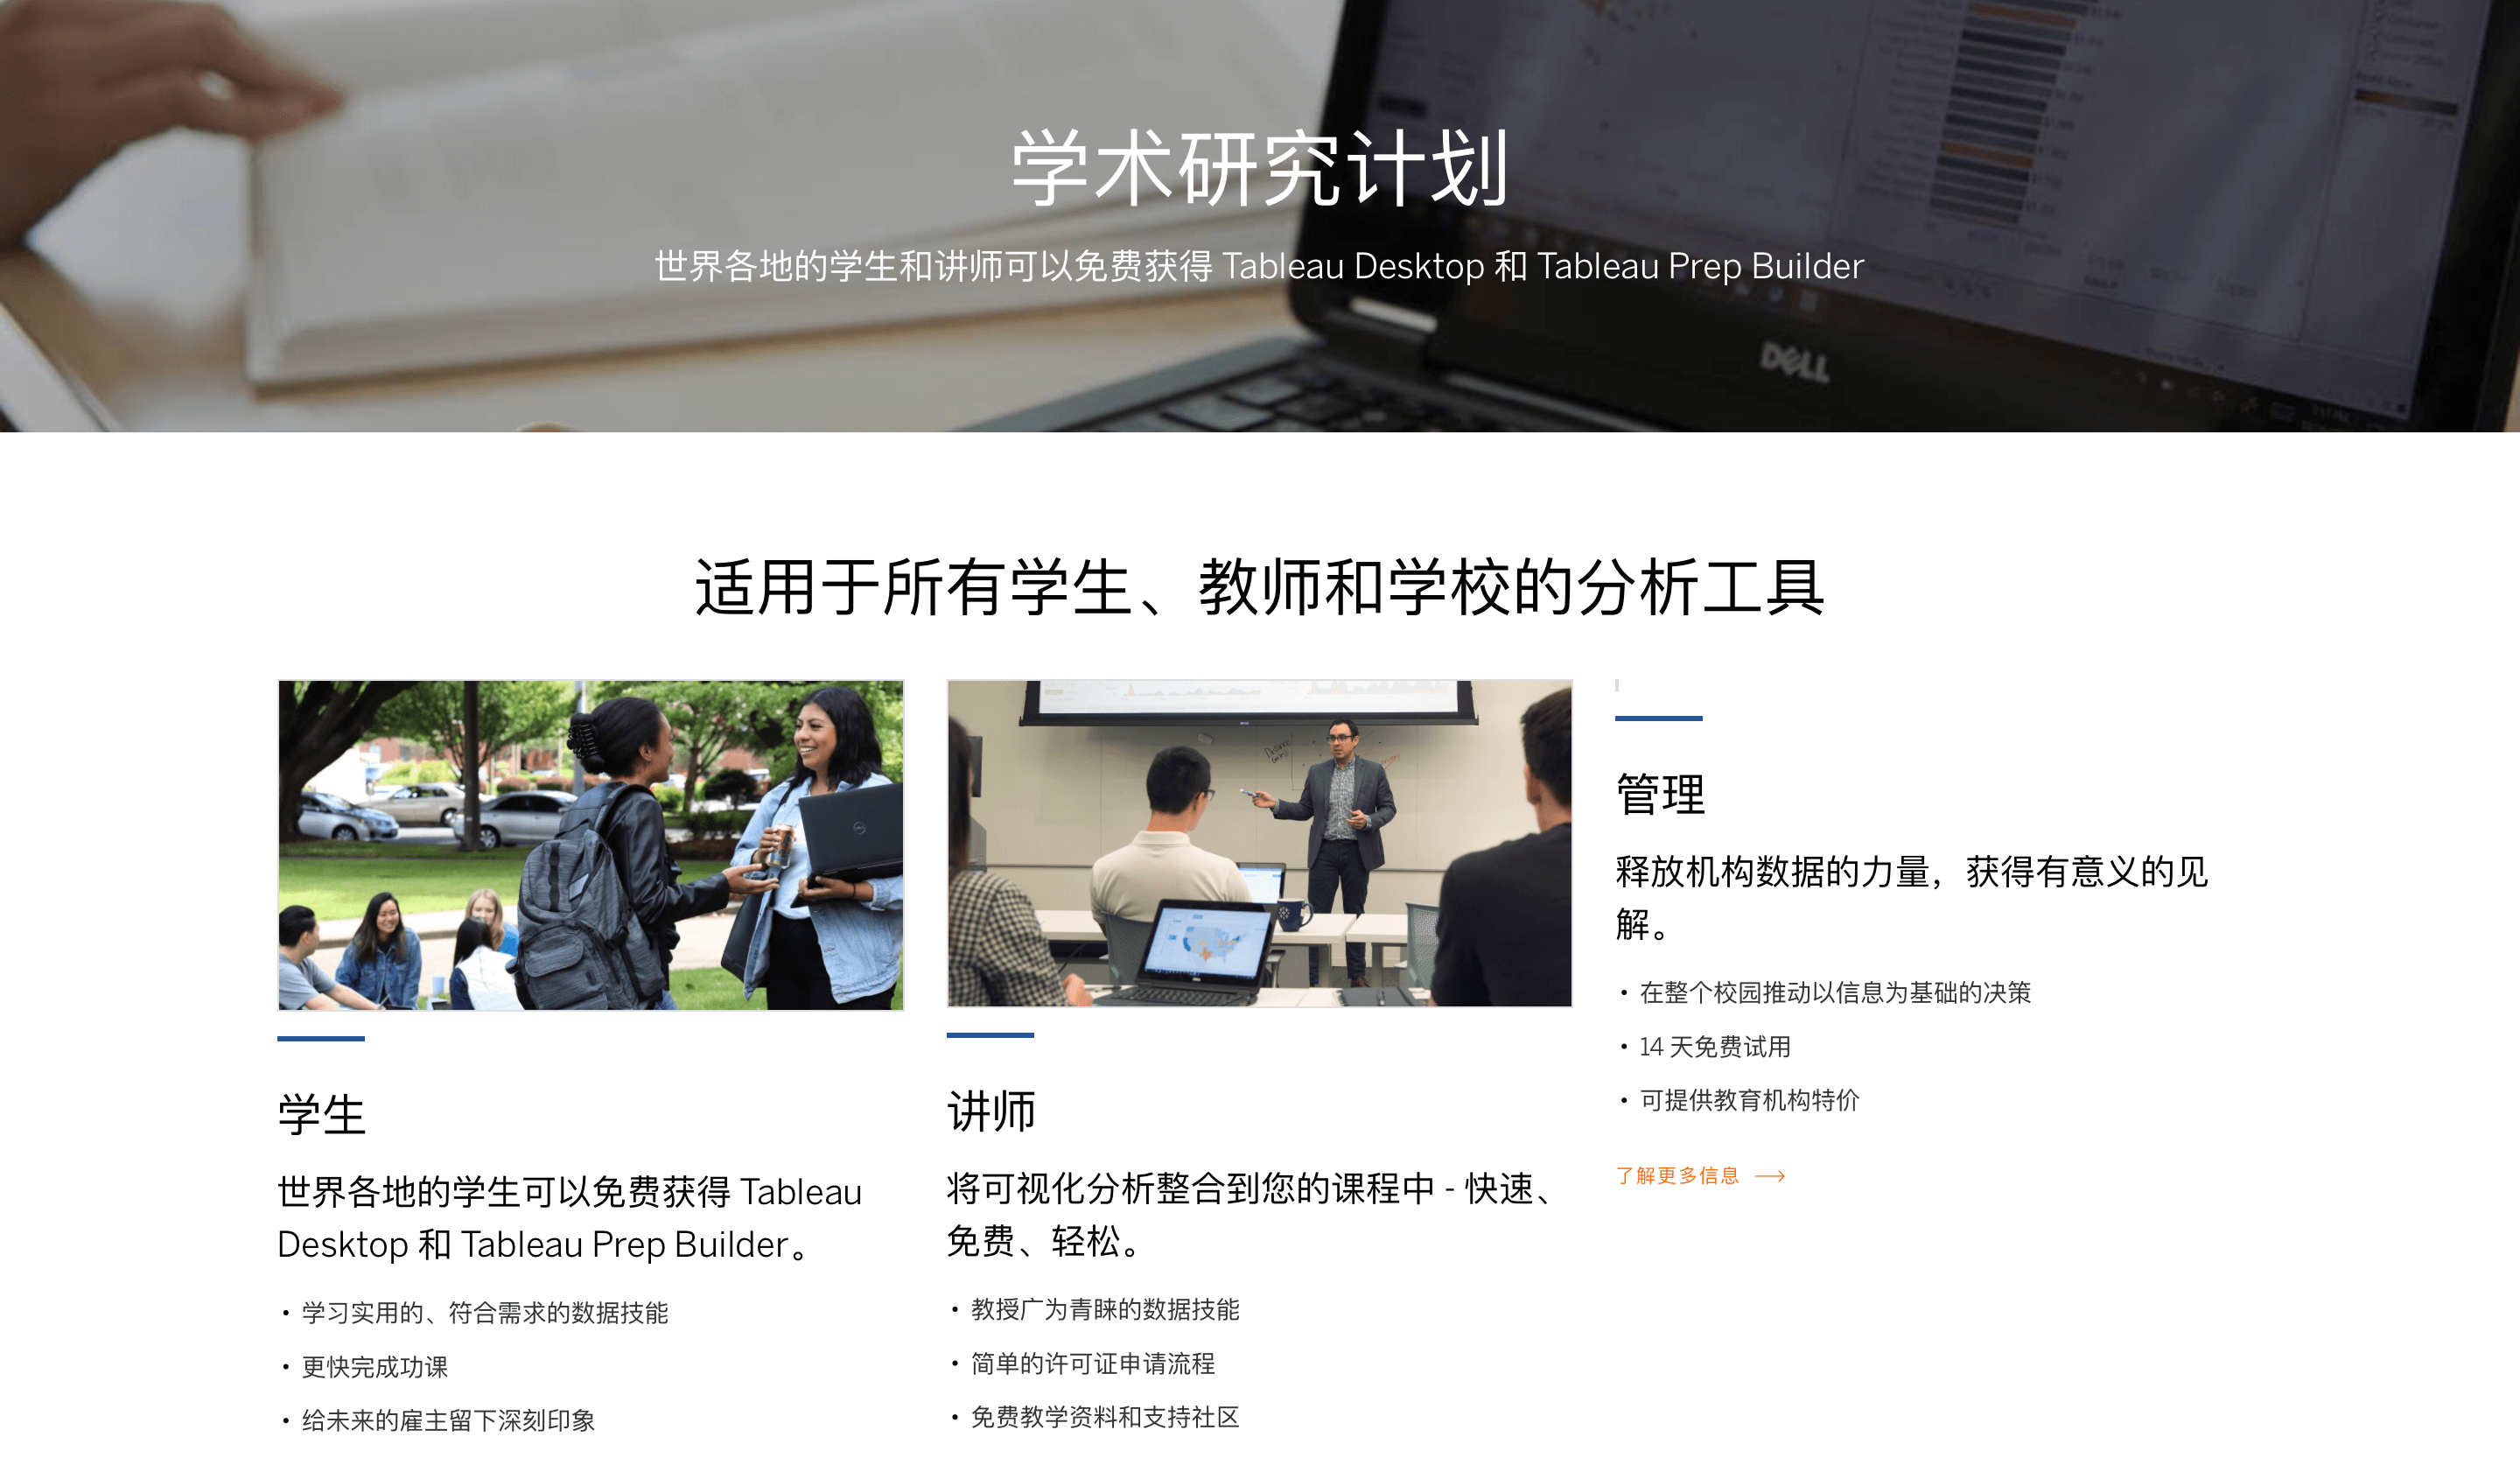 学术研究计划
世界各地的学生和讲师可以免费获得 Tableau Desktop 和 Tableau Prep Builder
DELL
适用于所有学生、教师和学校的分析工具
学生
世界各地的学生可以免费获得 Tableau
Desktop 和 Tableau Prep Builder。
• 学习实用的、符合需求的数据技能
• 更快完成功课
• 给未来的雇主留下深刻印象
讲师
将可视化分析整合到您的课程中 - 快速、
免费、轻松。
• 教授广为青睐的数据技能
• 简单的许可证申请流程
• 免费教学资料和支持社区
管理
释放机构数据的力量，获得有意义的见
解。
• 在整个校园推动以信息为基础的决策
• 14 天免费试用
• 可提供教育机构特价
了解更多信息